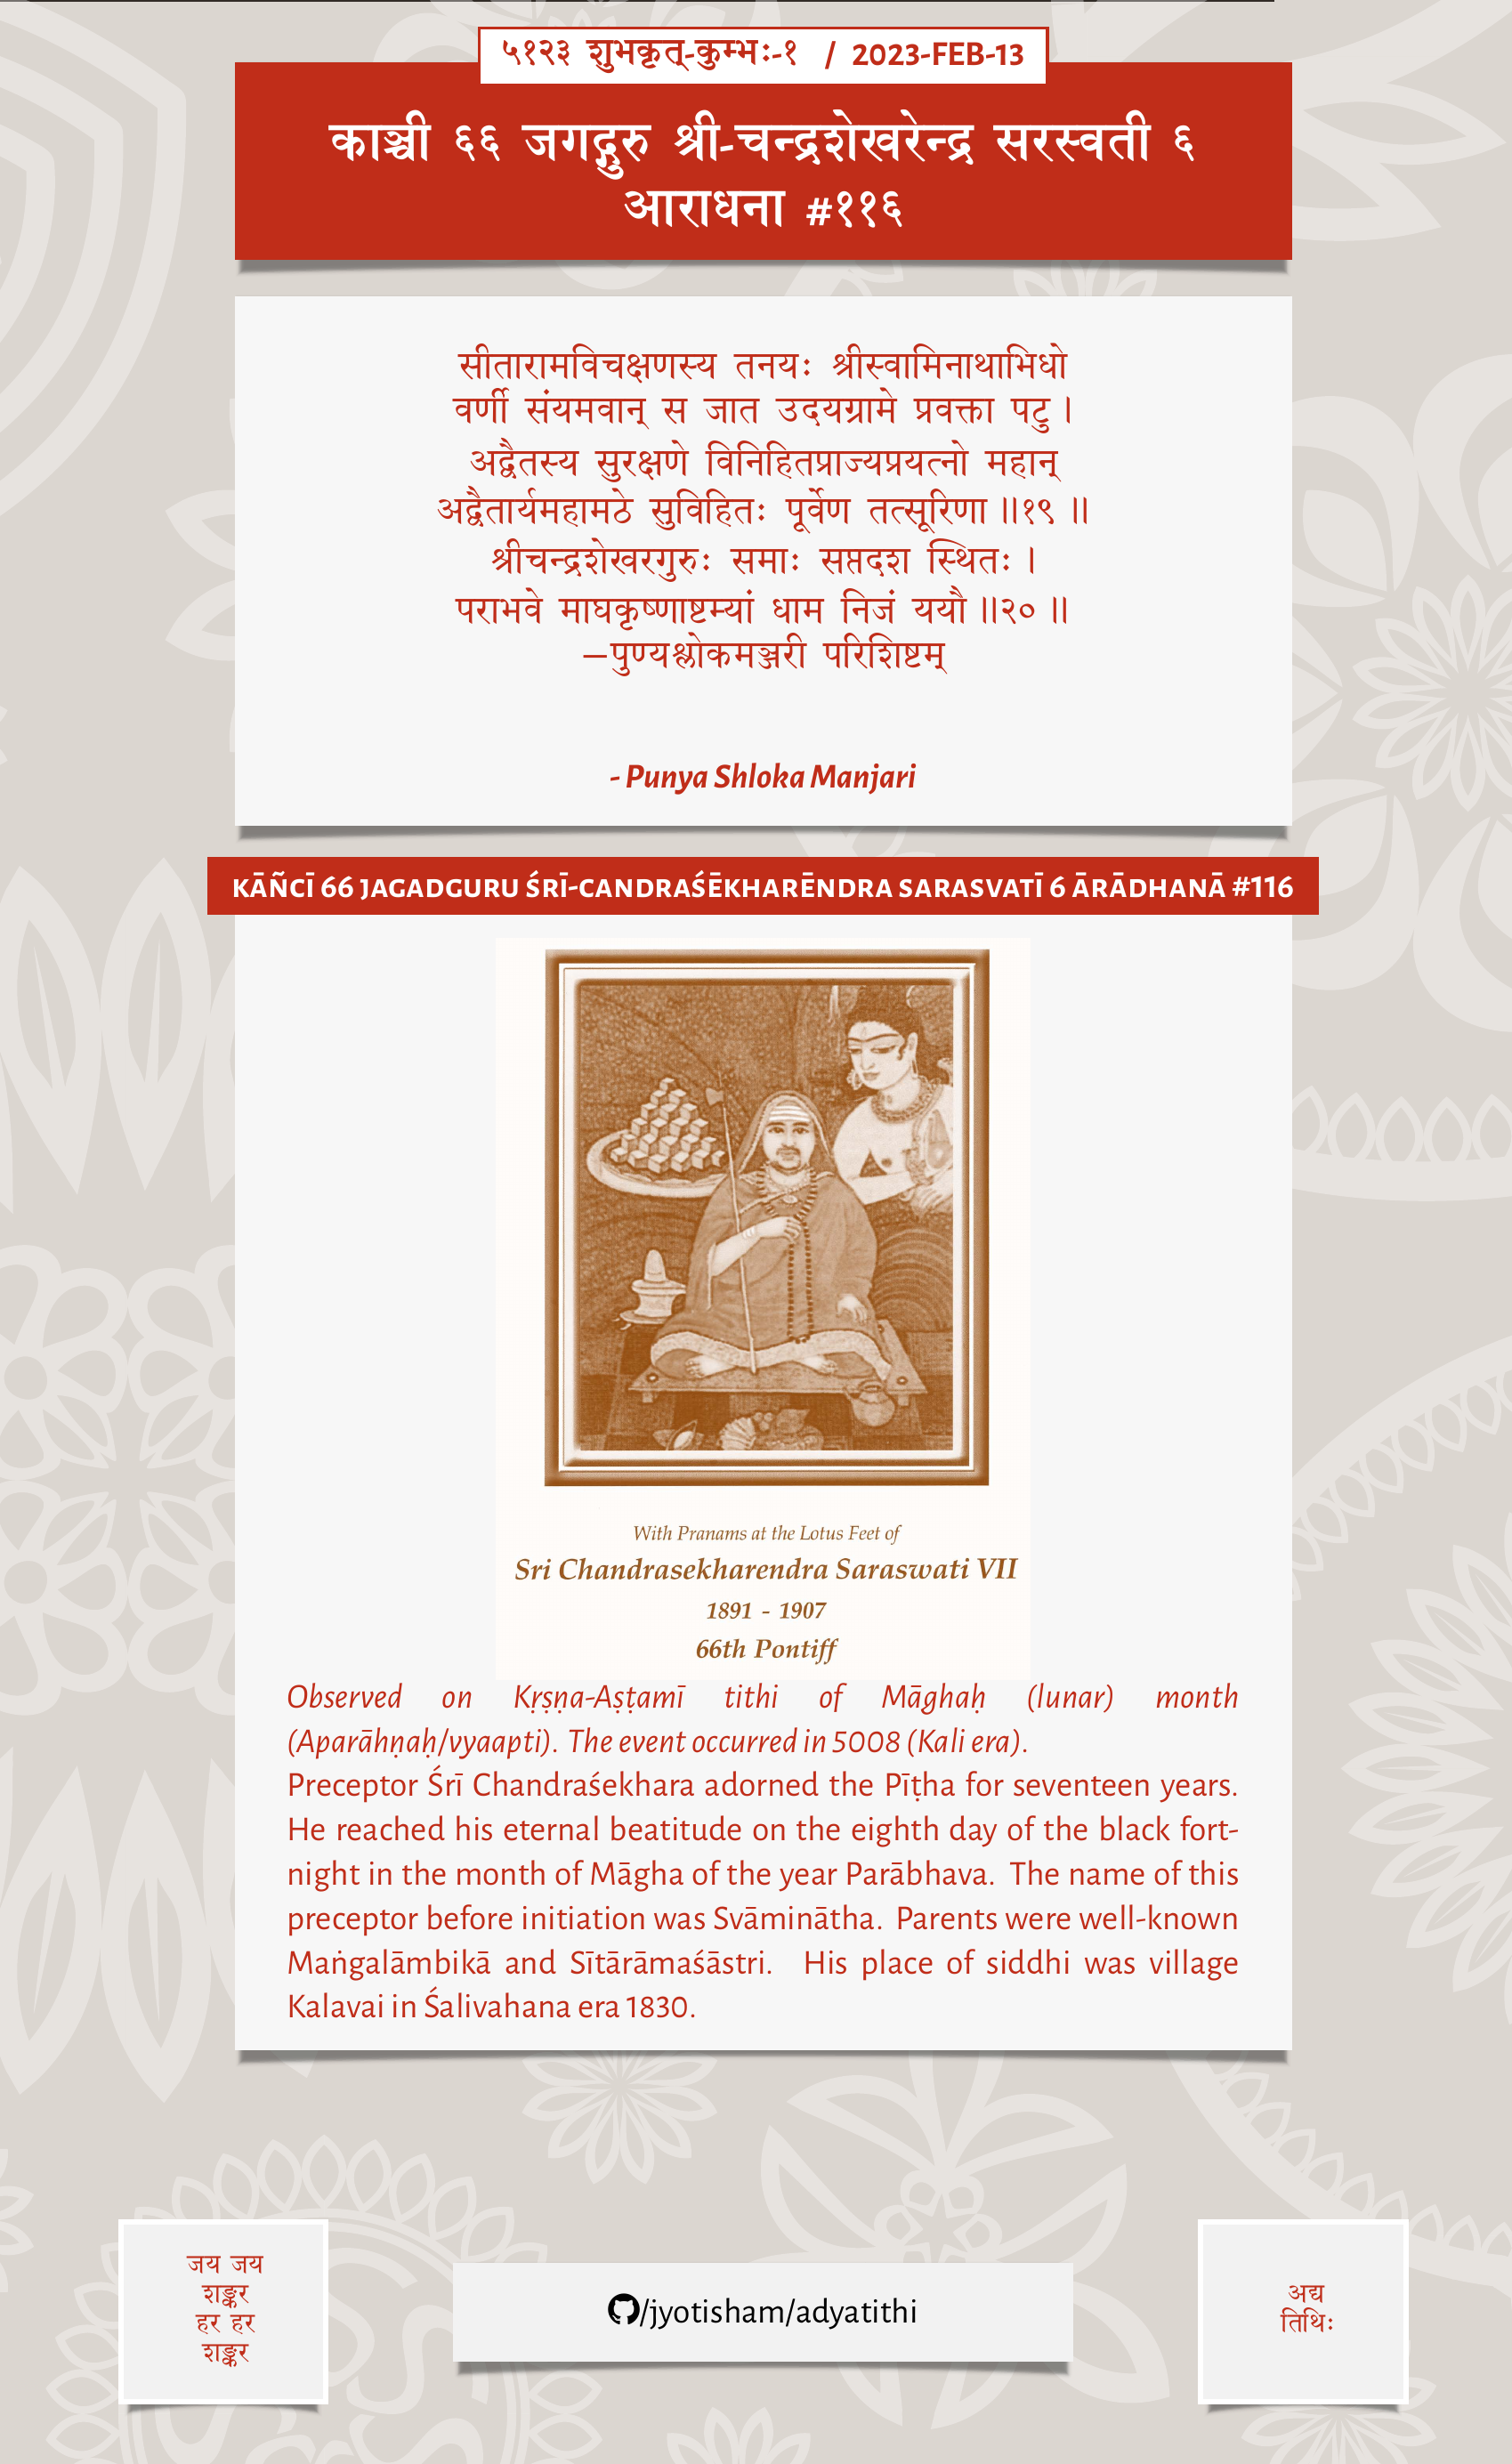 ५१२३ शुभकृत्-कुम्भः-१ / 2023-FEB-13
काञ्ची ६६ जगद्गुरु श्री-चन्द्रशेखरेन्द्र सरस्वती ६
आराधना #११६
सीतारामविचक्षणस्य तनयः श्रीस्वामिनाथाभिधो
वर्णी संयमवान् स जात उदयग्रामे प्रवक्ता पटु।
अद्वैतस्य सुरक्षणे विनिहितप्राज्यप्रयत्नो महान्
अद्वैतार्यमहामठे सुविहितः पूर्वेण तत्सूरिणा॥१९॥
श्रीचन्द्रशेखरगुरुः समाः सप्तदश स्थितः।
पराभवे माघकृष्णाष्टम्यां धाम निजं ययौ॥२०॥
—पुण्यश्लोकमञ्जरी परिशिष्टम्
- Punya Shloka Manjari
KĀÑCĪ 66 JAGADGURU ŚRĪ-CANDRAŚĒKHARĒNDRA SARASVATĪ 6 ĀRĀDHANĀ #116
With Pranams at the Lotus Feet of
Sri Chandrasekharendra Saraswati VII
1891 - 1907
66th Pontiff
Observed on Kṛṣṇa-Aṣṭamī tithi of Māghaḥ (lunar) month
(Aparāhṇaḥ/vyaapti). The event occurred in 5008 (Kali era).
Preceptor Śrī Chandraśekhara adorned the Pīṭha for seventeen years.
He reached his eternal beatitude on the eighth day of the black fort-
night in the month of Māgha of the year Parābhava. The name of this
preceptor before initiation was Svāminātha. Parents were well-known
Maṅgalāmbikā and Sītārāmaśāstri. His place of siddhi was village
Kalavai in Śalivahana era 1830.
जय जय
शङ्कर
हर हर
शङ्कर
/jyotisham/adyatithi
अद्य
तिथिः